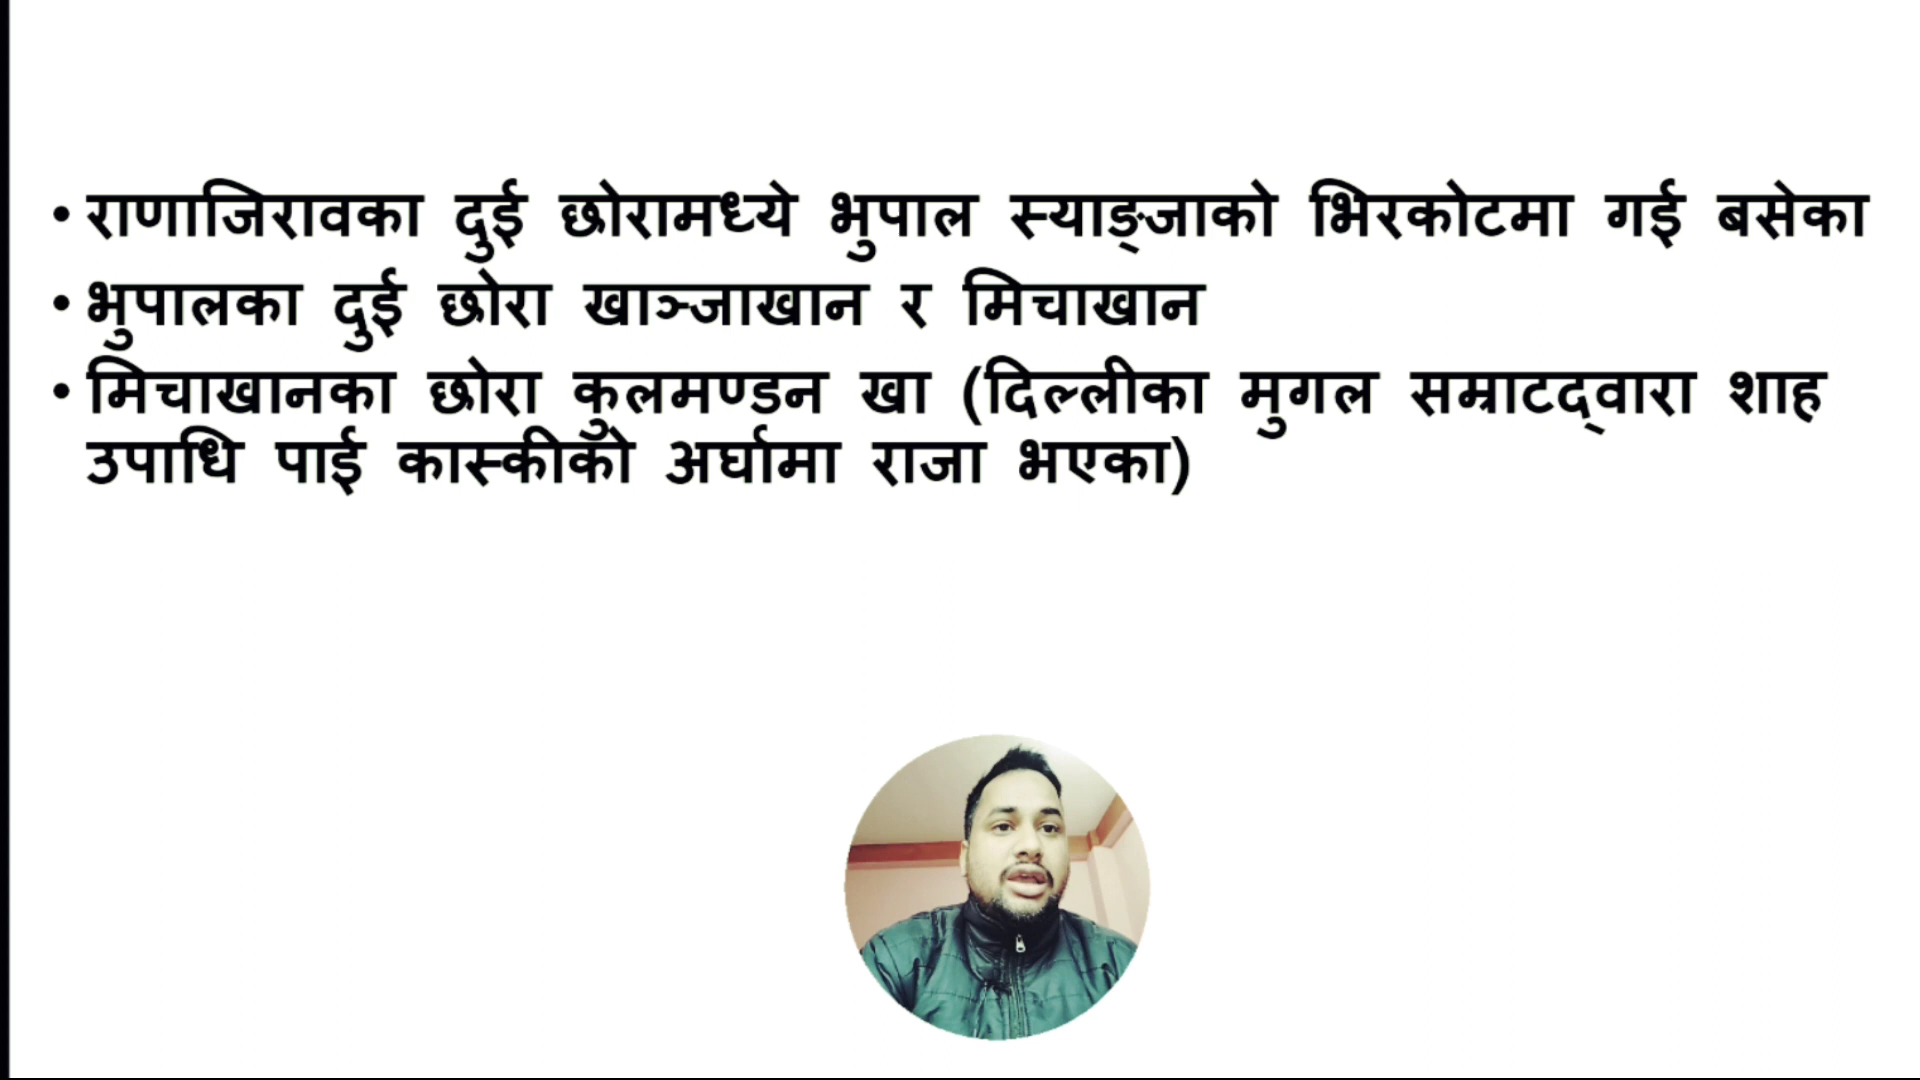 • राणाजिरावका दुई छोरामध्ये भुपाल स्याङ्जाको भिरकोटमा गई बसेका
• भुपालका दुई छोरा खाञ्जाखान र मिचाखान
• मिचाखानका छोरा कुलमण्डन खा (दिल्लीका मुगल सम्राटद्वारा शाह
उपाधि पाई कास्कीको अर्घामा राजा भएका)